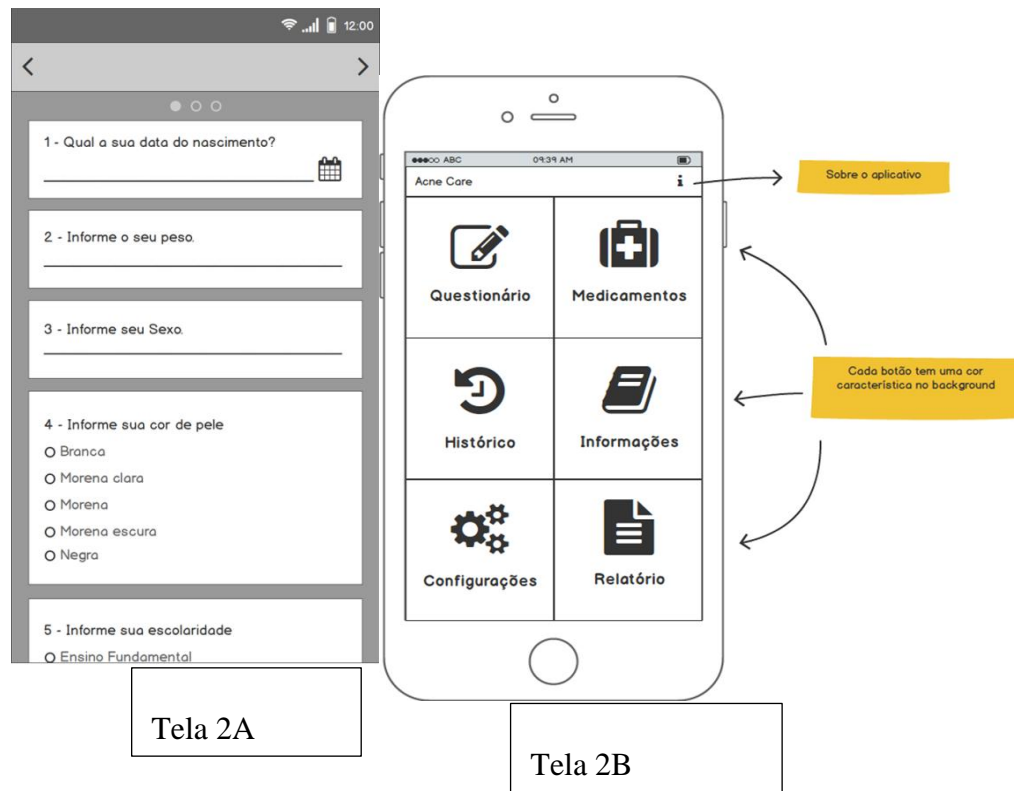 12:00
1 - Qual a sua data do nascimento?
2 - Informe o seu peso.
3 - Informe seu Sexo.
4 - Informe sua cor de pele
Branca
Morena clara
Morena
Morena escura
Negra
5 - Informe sua escolaridade
Ensino Fundamental
Tela 2A
ABC 09:39 AM
Acne Care i
Questionário Medicamentos
Histórico Informações
Configurações Relatório
Tela 2B
Sobre o aplicativo
Cada botão tem uma cor
característica no background